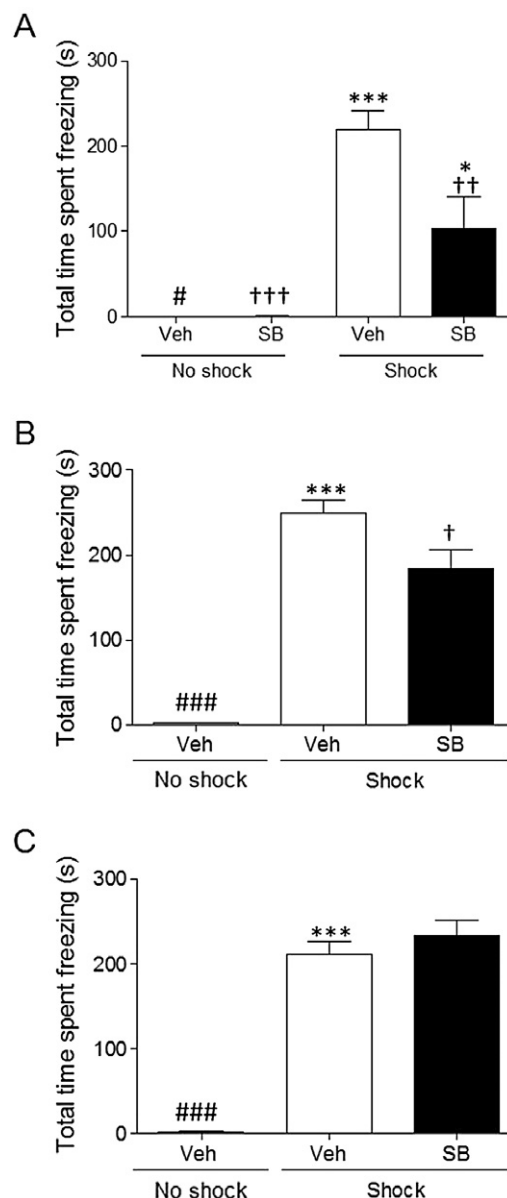 A
Total time spent freezing (s)
300
200
100
0
***
*
††
#
†††
Veh SB Veh SB
No shock Shock
B
Total time spent freezing (s)
300
200
100
0
***
†
###
Veh Veh SB
No shock Shock
C
Total time spent freezing (s)
300
200
100
0
***
###
Veh Veh SB
No shock Shock